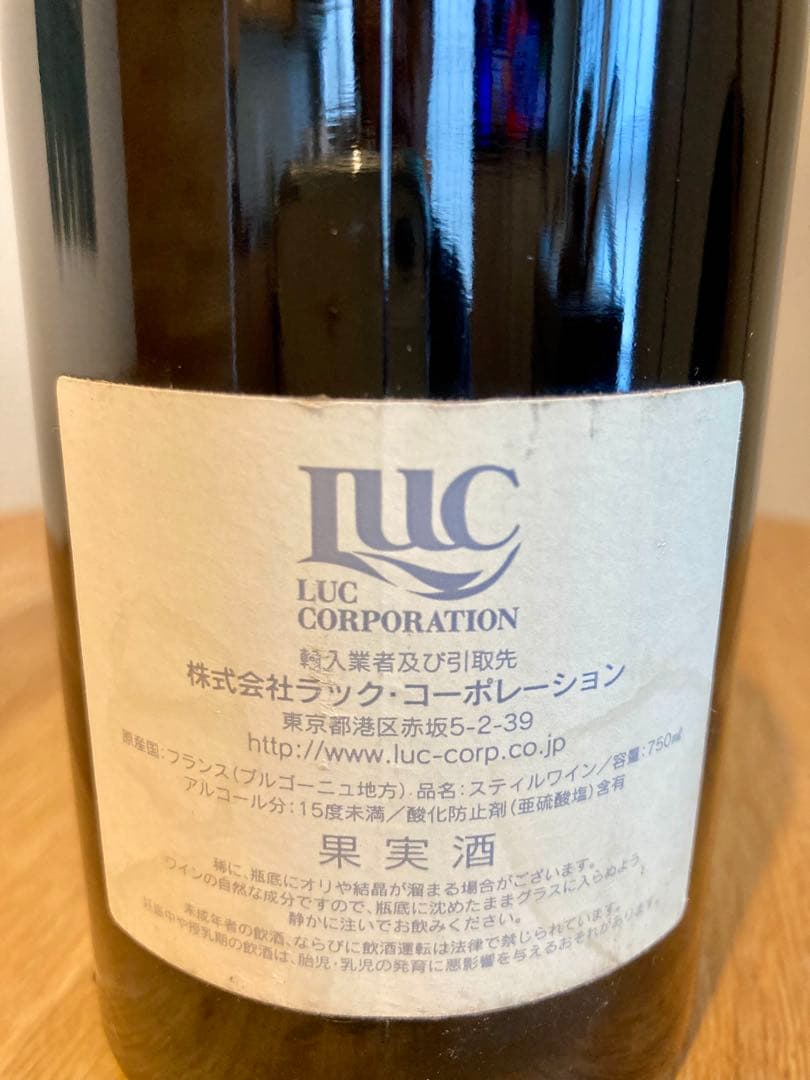 LUC
LUC
CORPORATION
輸入業者及び引取先
株式会社ラック・コーポレーション
東京都港区赤坂5-2-39
http://www.luc-corp.co.jp
原産国:フランス(ブルゴーニュ地方) 品名:スティルワイン/容量:750mℓ
アルコール分:15度未満/酸化防止剤(亜硫酸塩)含有
果実酒
稀に、瓶底にオリや結晶が溜まる場合がございます。
ワインの自然な成分ですので、瓶底に沈めたままグラスに入らぬよう、
静かに注いでお飲みください。
未成年者の飲酒、ならびに飲酒運転は法律で禁じられています。
妊娠中や授乳期の飲酒は、胎児・乳児の発育に悪影響を与えるおそれがあります。